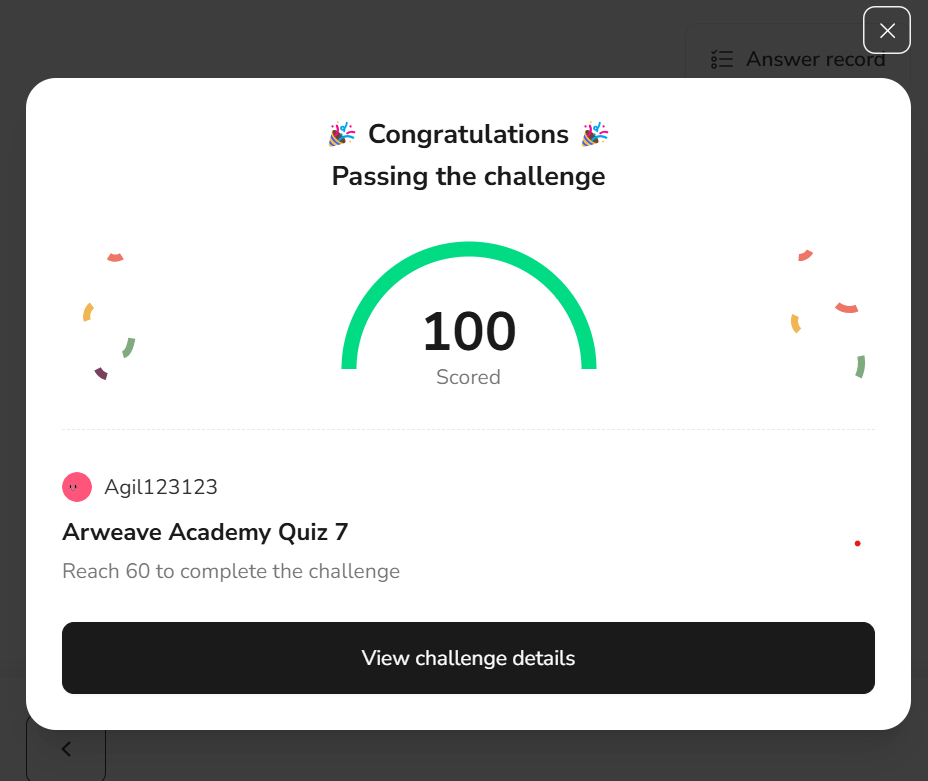 Answer record
🎉 Congratulations 🎉
Passing the challenge
100
Scored
Agil123123
Arweave Academy Quiz 7
Reach 60 to complete the challenge
View challenge details